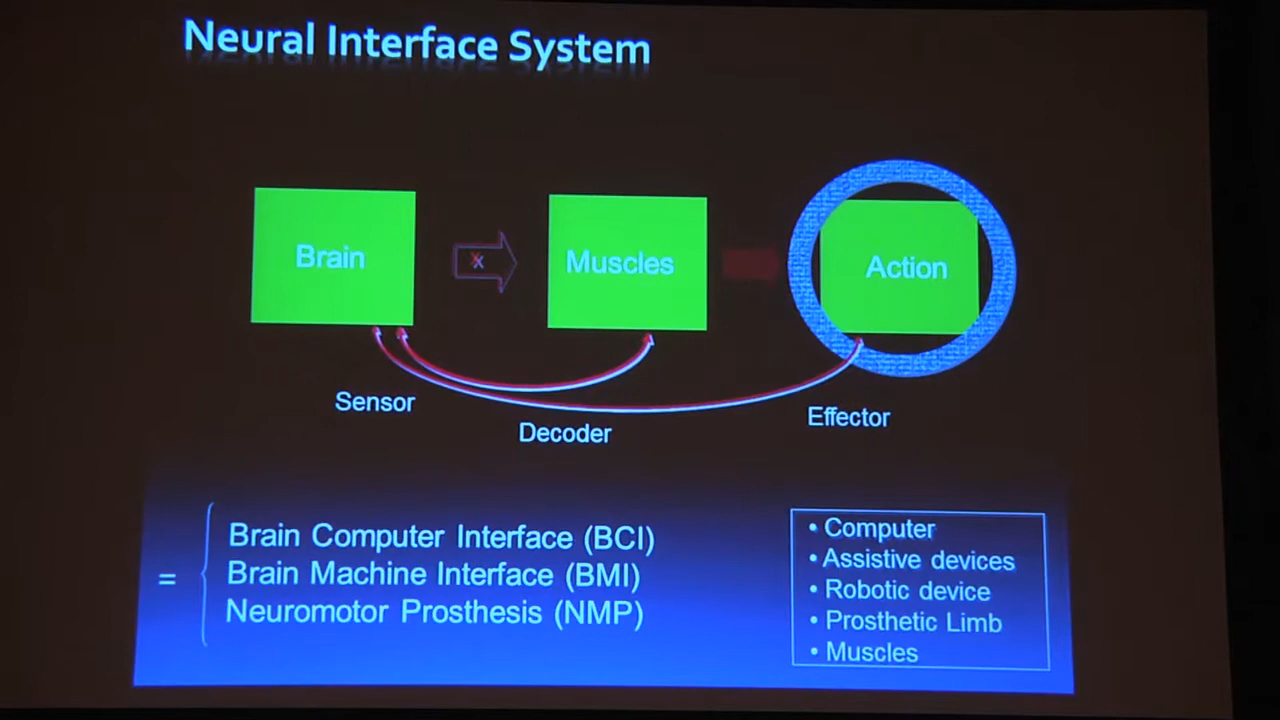 Neural Interface System
Brain
x
Muscles
Action
Sensor
Decoder
Effector
=
Brain Computer Interface (BCI)
Brain Machine Interface (BMI)
Neuromotor Prosthesis (NMP)
• Computer
• Assistive devices
• Robotic device
• Prosthetic Limb
• Muscles